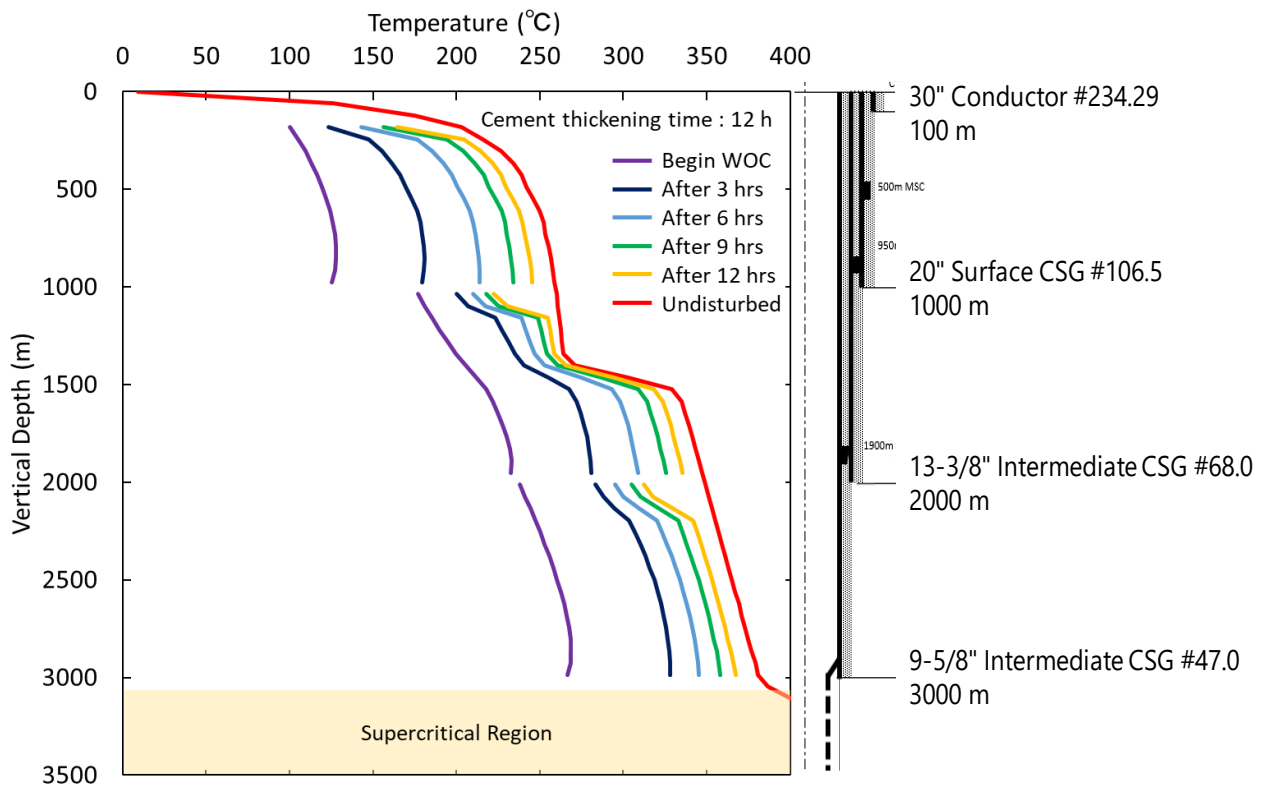 Temperature (℃)
0 50 100 150 200 250 300 350 400
Vertical Depth (m)
0
500
1000
1500
2000
2500
3000
3500
Cement thickening time : 12 h
Begin WOC
After 3 hrs
After 6 hrs
After 9 hrs
After 12 hrs
Undisturbed
Supercritical Region
30" Conductor #234.29
100 m
500m MSC
20" Surface CSG #106.5
1000 m
1900m
13-3/8" Intermediate CSG #68.0
2000 m
9-5/8" Intermediate CSG #47.0
3000 m